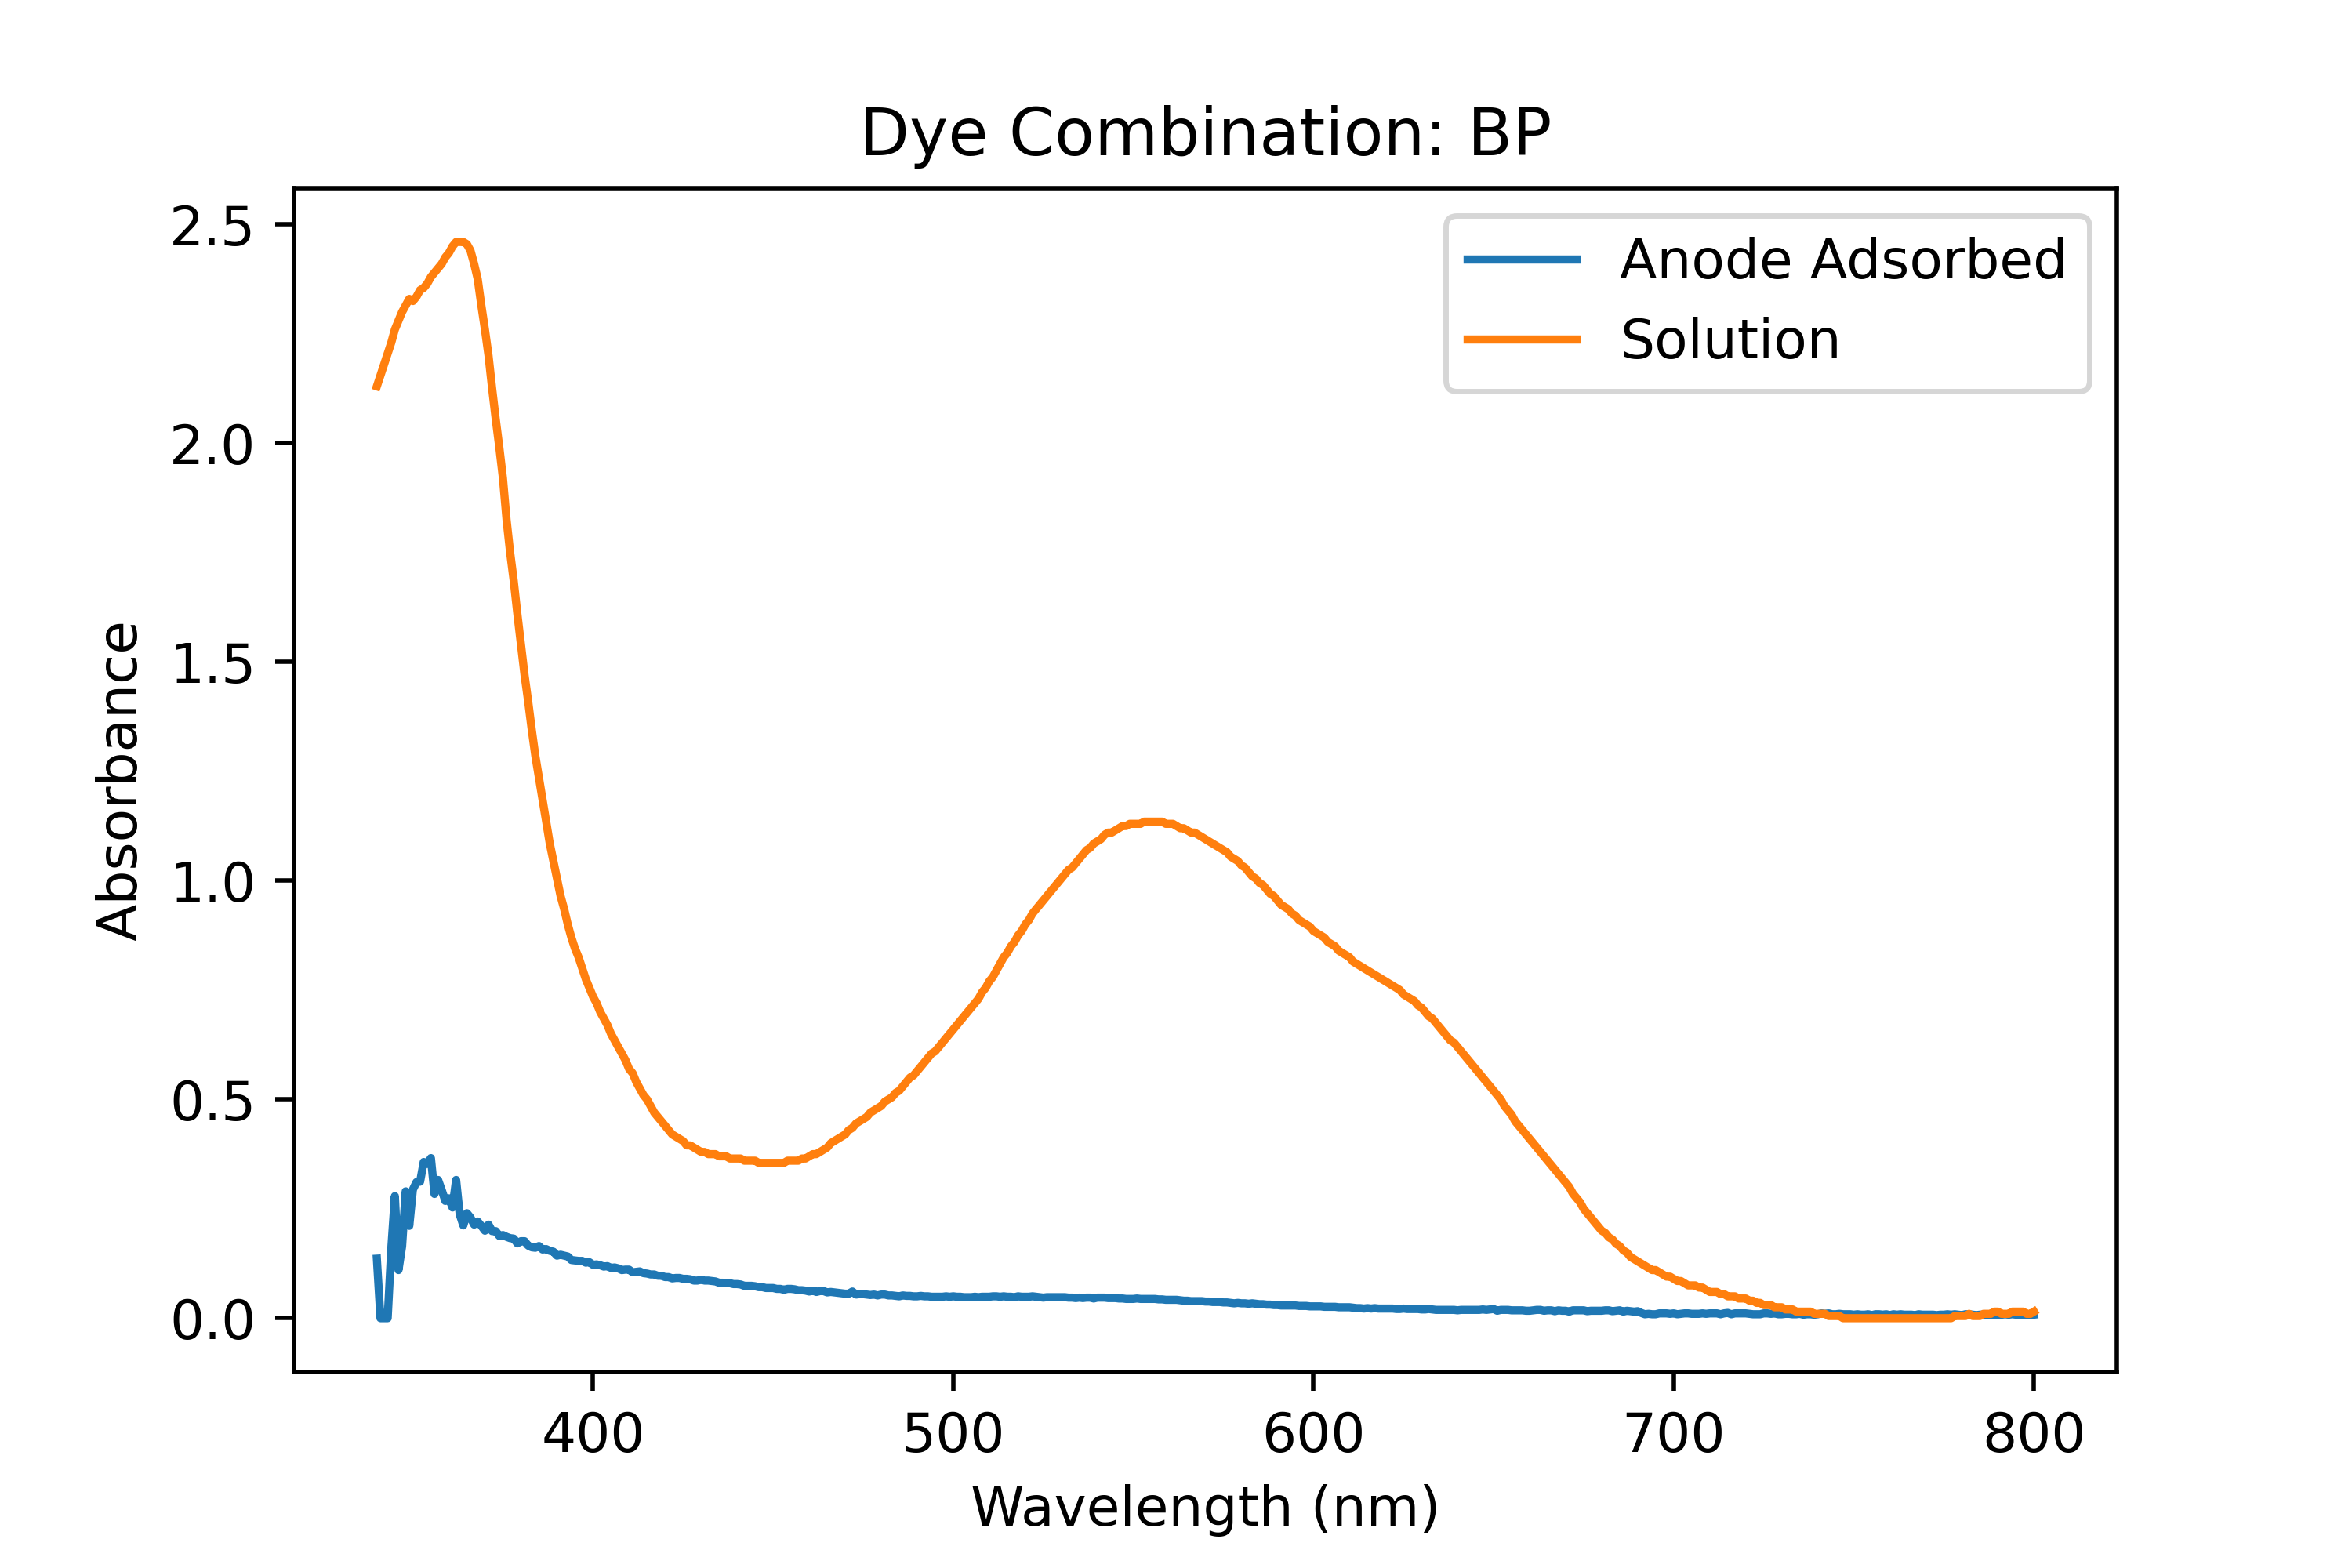 Dye Combination: BP
Anode Adsorbed
Solution
2.5
2.0
1.5
1.0
0.5
0.0
Absorbance
400 500 600 700 800
Wavelength (nm)